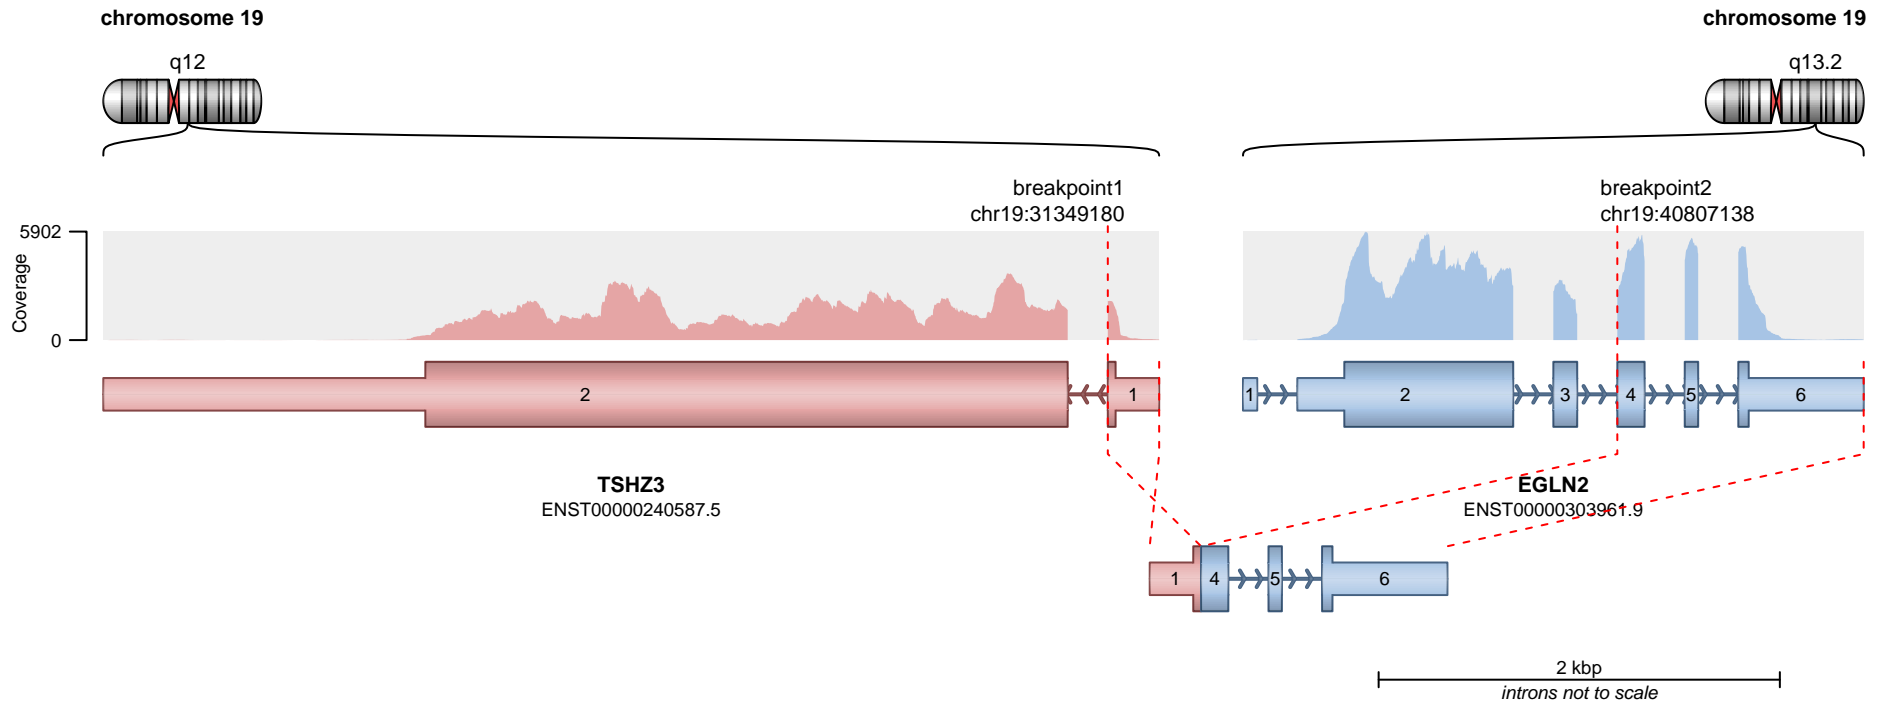 chromosome 19
chromosome 19
q12
q13.2
breakpoint1
chr19:31349180
breakpoint2
chr19:40807138
5902
Coverage
0
2
1
1
2
3
4
5
6
TSHZ3
ENST00000240587.5
EGLN2
ENST00000303961.9
1
4
5
6
2 kbp
introns not to scale